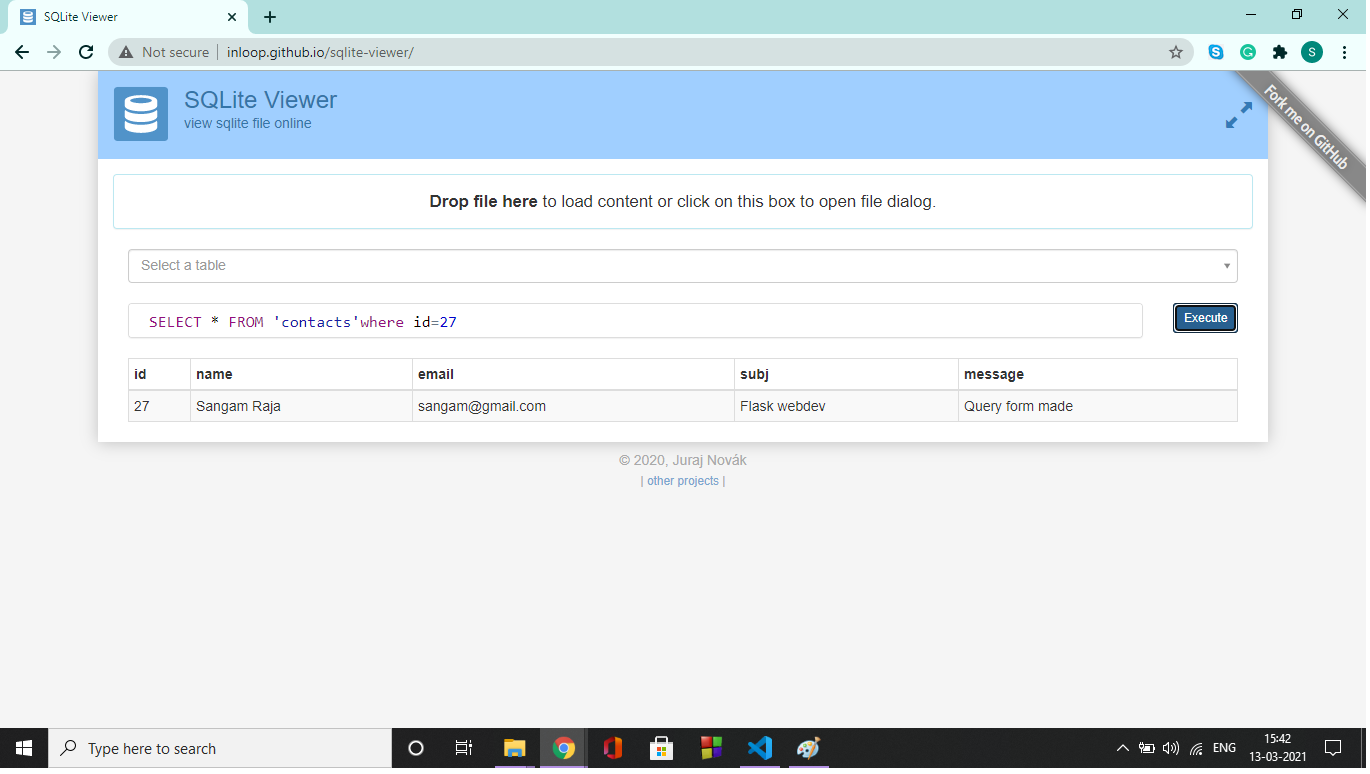 SQLite Viewer
Not secure
inloop.github.io/sqlite-viewer/
G
S
SQLite Viewer
view sqlite file online
Fork me on GitHub
Drop file here to load content or click on this box to open file dialog.
Select a table
SELECT * FROM 'contacts'where id=27
Execute
id name email subj message
27 Sangam Raja sangam@gmail.com Flask webdev Query form made
© 2020, Juraj Novák
| other projects |
Type here to search
ENG
15:42
13-03-2021